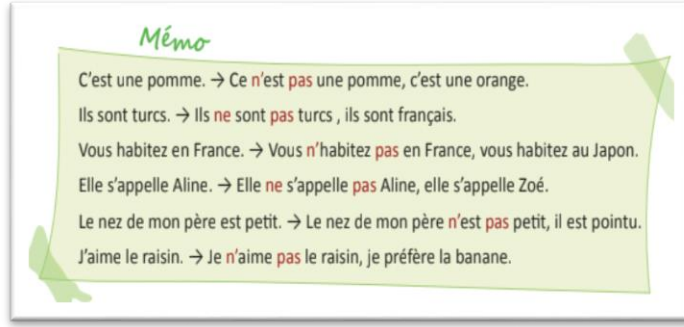 Mémo
C'est une pomme. → Ce n'est pas une pomme, c'est une orange.
Ils sont turcs. → Ils ne sont pas turcs , ils sont français.
Vous habitez en France. → Vous n'habitez pas en France, vous habitez au Japon.
Elle s'appelle Aline. → Elle ne s'appelle pas Aline, elle s'appelle Zoé.
Le nez de mon père est petit. → Le nez de mon père n'est pas petit, il est pointu.
J'aime le raisin. → Je n'aime pas le raisin, je préfère la banane.